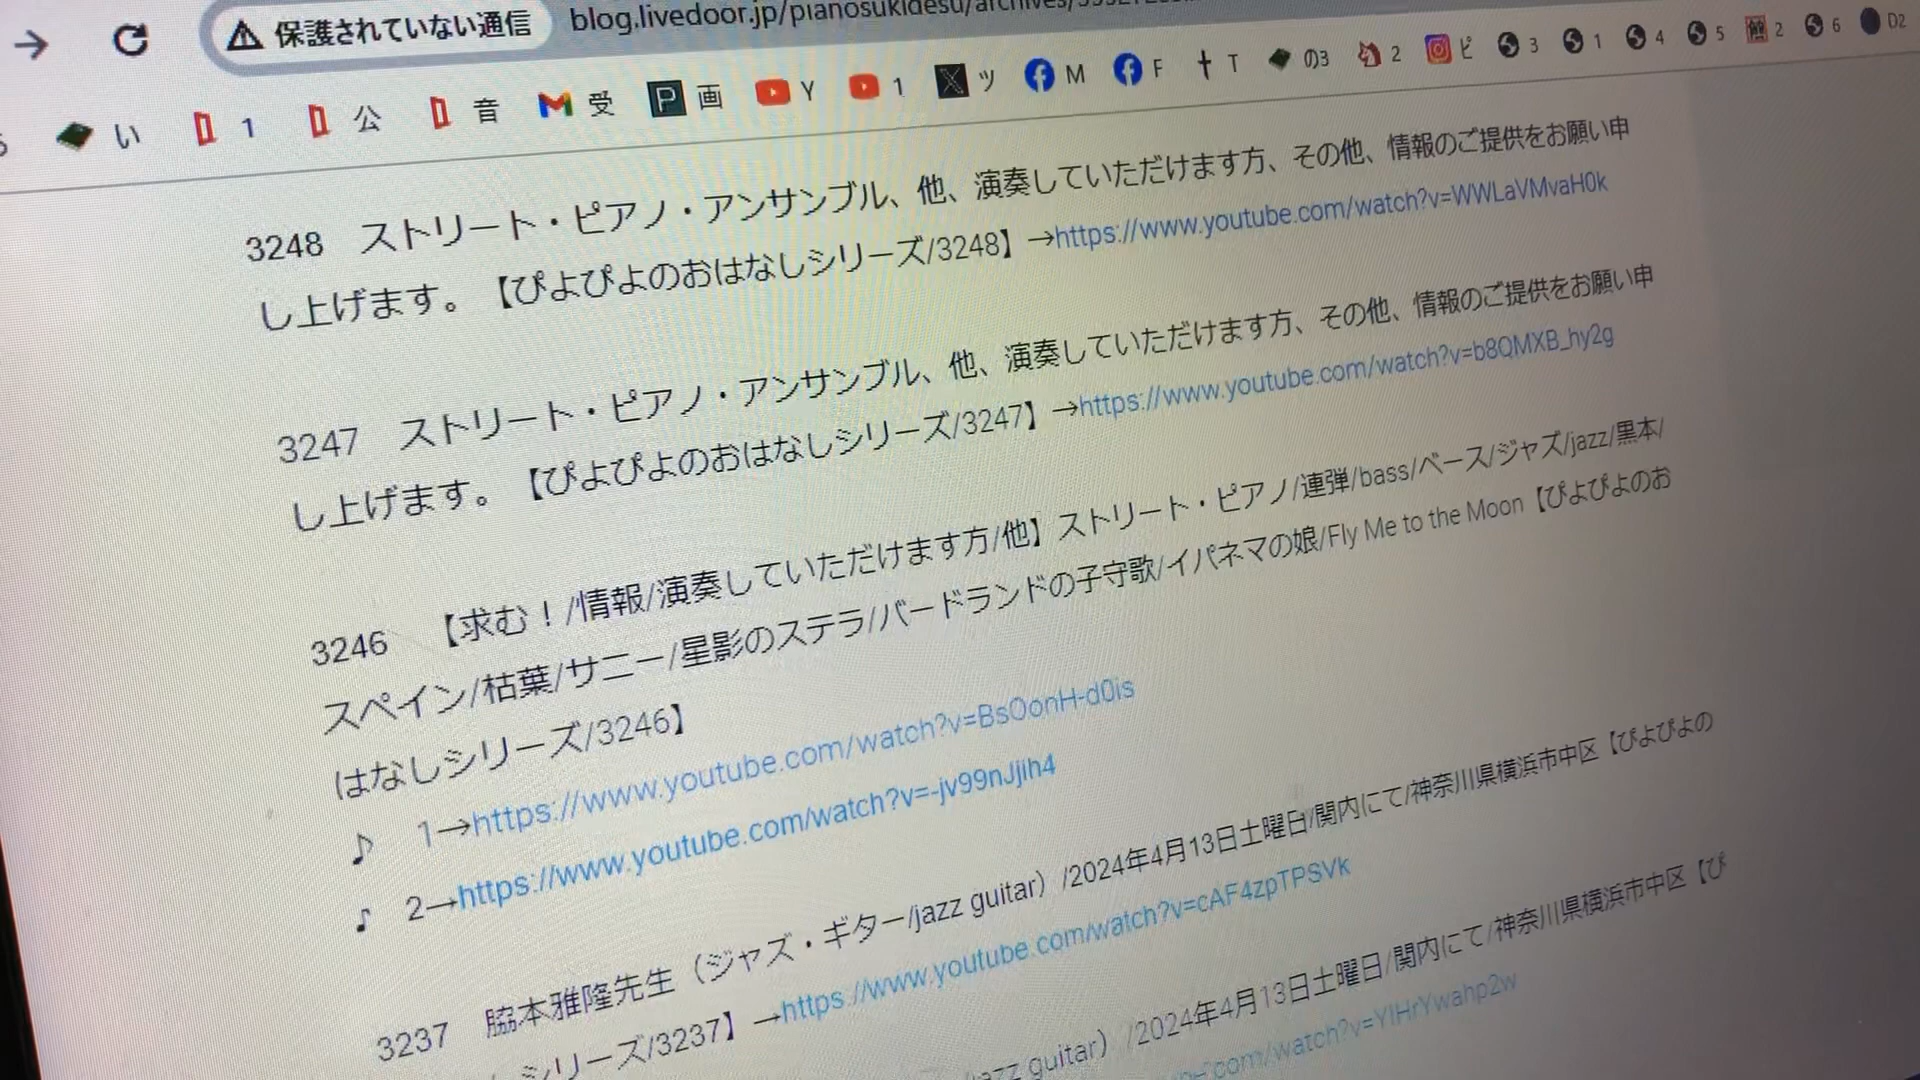 保護されていない通信 blog.livedoor.jp/pianosukidesu/archives/
い 1 公 音 受 画 Y 1 ツ M F T の3 2 ピ 3 1 4 5 2 6 D2
3248 ストリート・ピアノ・アンサンブル、他、演奏していただけます方、その他、情報のご提供をお願い申
し上げます。【ぴよぴよのおはなしシリーズ/3248】→https://www.youtube.com/watch?v=WWLaVMvaH0k
3247 ストリート・ピアノ・アンサンブル、他、演奏していただけます方、その他、情報のご提供をお願い申
し上げます。【ぴよぴよのおはなしシリーズ/3247】→https://www.youtube.com/watch?v=b8QMXB_hy2g
3246 【求む！/情報/演奏していただけます方/他】ストリート・ピアノ/連弾/bass/ベース/ジャズ/jazz/黒本/
スペイン/枯葉/サニー/星影のステラ/バードランドの子守歌/イパネマの娘/Fly Me to the Moon【ぴよぴよのお
はなしシリーズ/3246】
♪ 1→https://www.youtube.com/watch?v=BsOonH-d0is
♪ 2→https://www.youtube.com/watch?v=-jv99nJjih4
3237 脇本雅隆先生（ジャズ・ギター/jazz guitar）/2024年4月13日土曜日/関内にて/神奈川県横浜市中区【ぴよぴよの
シリーズ/3237】→https://www.youtube.com/watch?v=cAF4zpTPSVk
jazz guitar）/2024年4月13日土曜日/関内にて/神奈川県横浜市中区【ぴ
.com/watch?v=YlHrYwahp2w